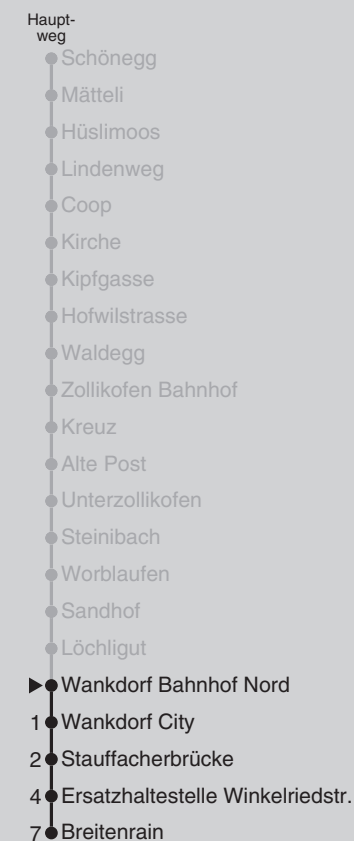 Haupt-
weg
Schönegg
Mätteli
Hüslimoos
Lindenweg
Coop
Kirche
Kipfgasse
Hofwilstrasse
Waldegg
Zollikofen Bahnhof
Kreuz
Alte Post
Unterzollikofen
Steinibach
Worblaufen
Sandhof
Löchligut
Wankdorf Bahnhof Nord
1 Wankdorf City
2 Stauffacherbrücke
4 Ersatzhaltestelle Winkelriedstr.
7 Breitenrain